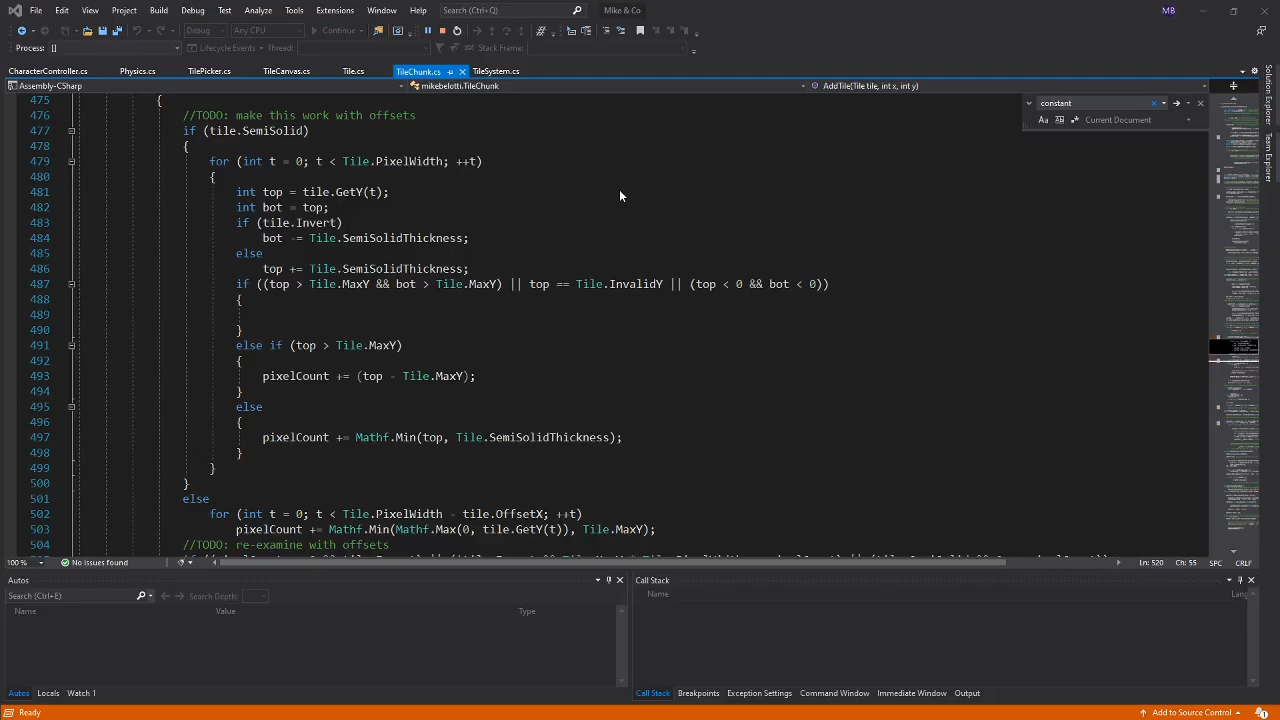 File Edit View Project Build Debug Test Analyze Tools Extensions Window Help Search (Ctrl+Q) Mike & Co MB
Debug Any CPU Continue
Process: [] Lifecycle Events Thread: Stack Frame:
CharacterController.cs Physics.cs TilePicker.cs TileCanvas.cs Tile.cs TileChunk.cs TileSystem.cs
Assembly-CSharp mikebelotti.TileChunk AddTile(Tile tile, int x, int y)
constant
Current Document
Solution Explorer
Team Explorer
475 {
476 //TODO: make this work with offsets
477 if (tile.SemiSolid)
478 {
479 for (int t = 0; t < Tile.PixelWidth; ++t)
480 {
481 int top = tile.GetY(t);
482 int bot = top;
483 if (tile.Invert)
484 bot -= Tile.SemiSolidThickness;
485 else
486 top += Tile.SemiSolidThickness;
487 if ((top > Tile.MaxY && bot > Tile.MaxY) || top == Tile.InvalidY || (top < 0 && bot < 0))
488 {
489
490 }
491 else if (top > Tile.MaxY)
492 {
493 pixelCount += (top - Tile.MaxY);
494 }
495 else
496 {
497 pixelCount += Mathf.Min(top, Tile.SemiSolidThickness);
498 }
499 }
500 }
501 else
502 for (int t = 0; t < Tile.PixelWidth - tile.OffsetX; ++t)
503 pixelCount += Mathf.Min(Mathf.Max(0, tile.GetY(t)), Tile.MaxY);
504 //TODO: re-examine with offsets
100 % No issues found Ln: 520 Ch: 55 SPC CRLF
Autos
Search (Ctrl+E) Search Depth:
Name Value Type
Call Stack
Name Lang
Autos Locals Watch 1
Call Stack Breakpoints Exception Settings Command Window Immediate Window Output
Ready Add to Source Control 1